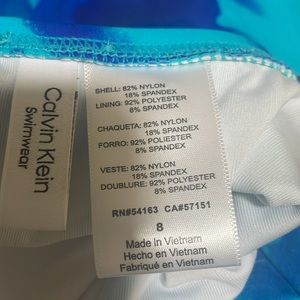 Calvin Klein
Swimwear
SHELL: 82% NYLON
18% SPANDEX
LINING: 92% POLYESTER
8% SPANDEX
CHAQUETA: 82% NYLON
18% SPANDEX
FORRO: 92% POLYESTER
8% SPANDEX
VESTE: 82% NYLON
18% SPANDEX
DOUBLURE: 92% POLYESTER
8% SPANDEX
RN#54163 CA#57151
8
Made in Vietnam
Hecho en Vietnam
Fabriqué en Vietnam